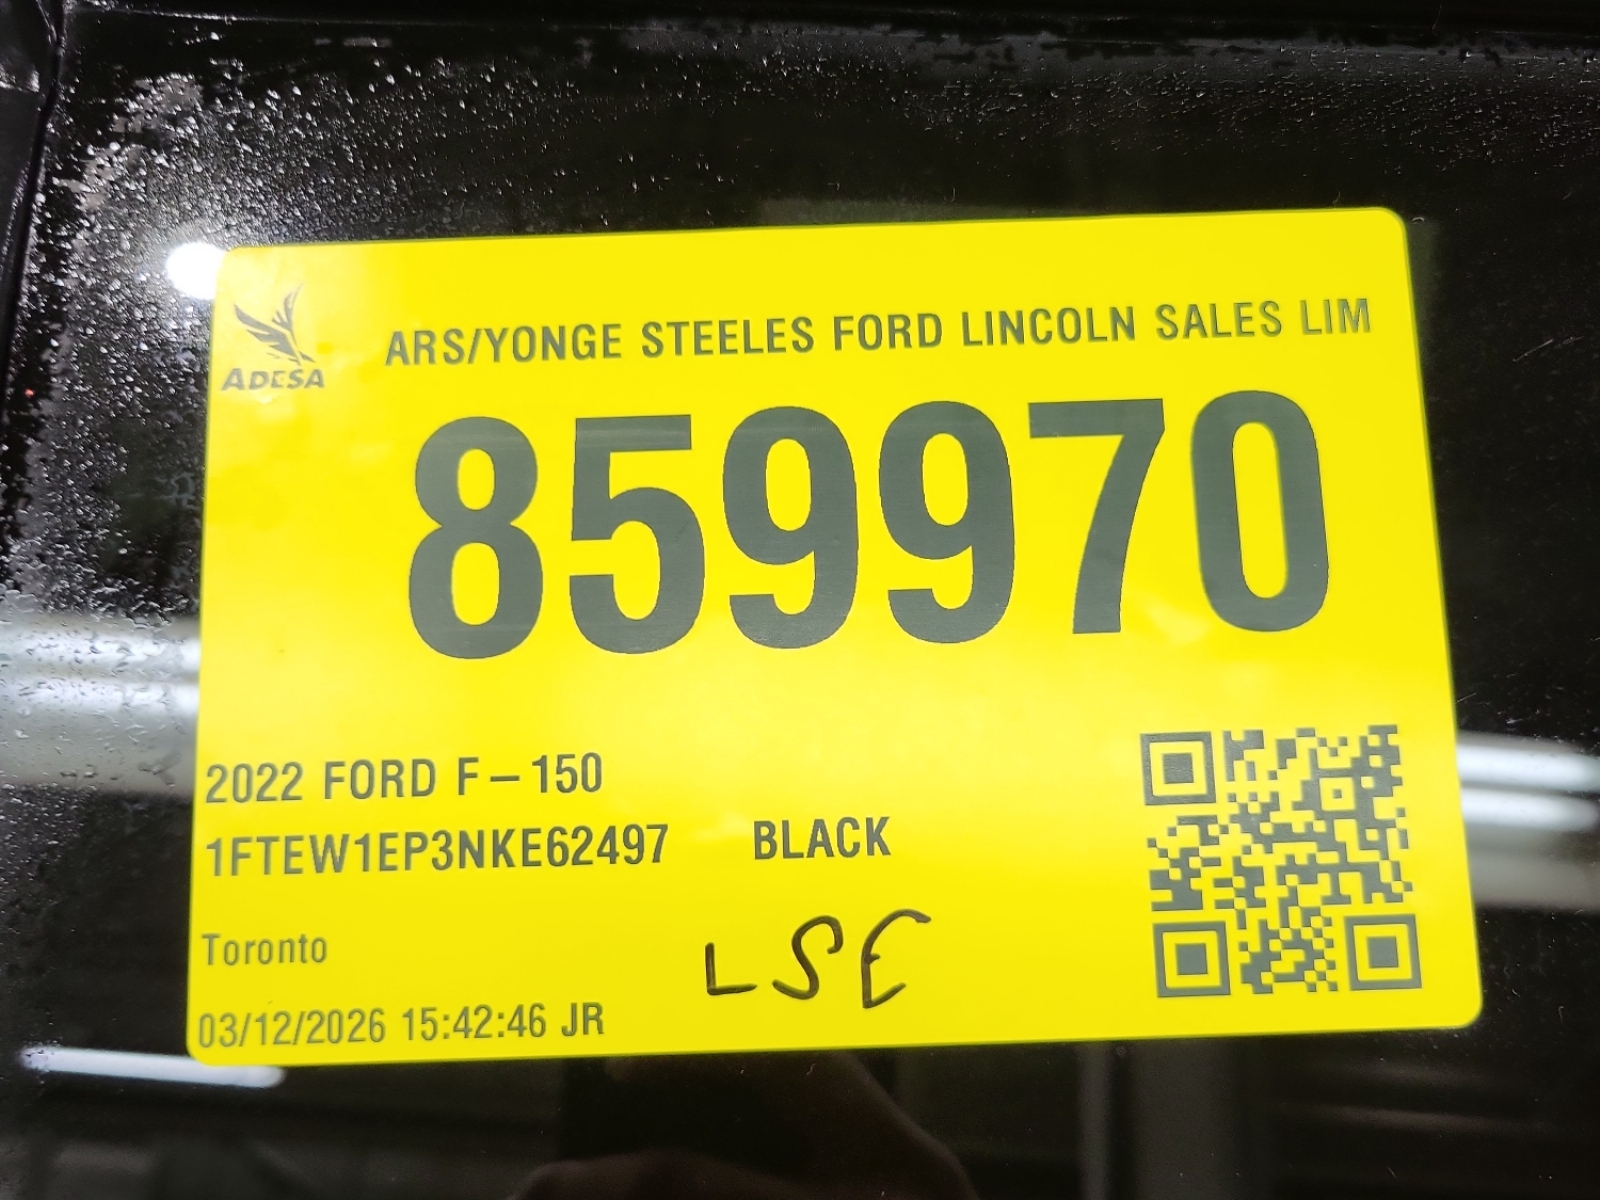 ADESA
ARS/YONGE STEELES FORD LINCOLN SALES LIM
859970
2022 FORD F-150
1FTEW1EP3NKE62497 BLACK
Toronto
LSE
03/12/2026 15:42:46 JR